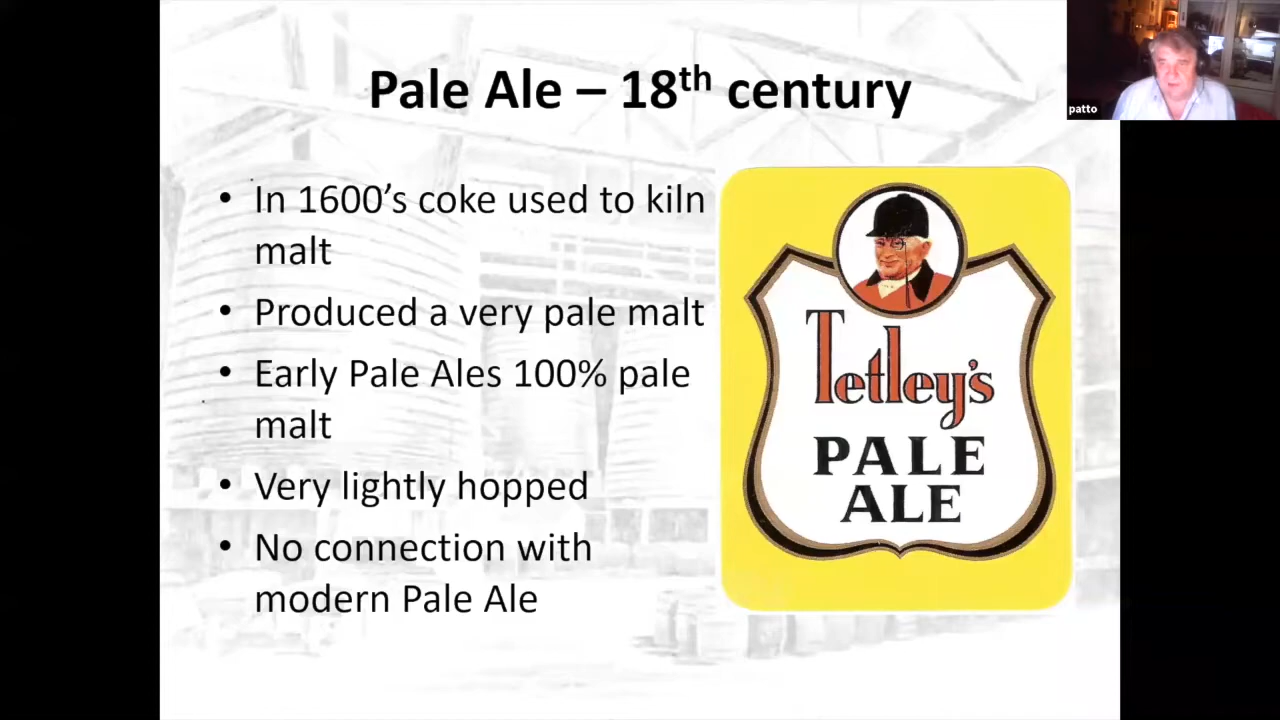 Pale Ale – 18th century
patto
• In 1600’s coke used to kiln
malt
• Produced a very pale malt
• Early Pale Ales 100% pale
malt
• Very lightly hopped
• No connection with
modern Pale Ale
Tetley's
PALE
ALE